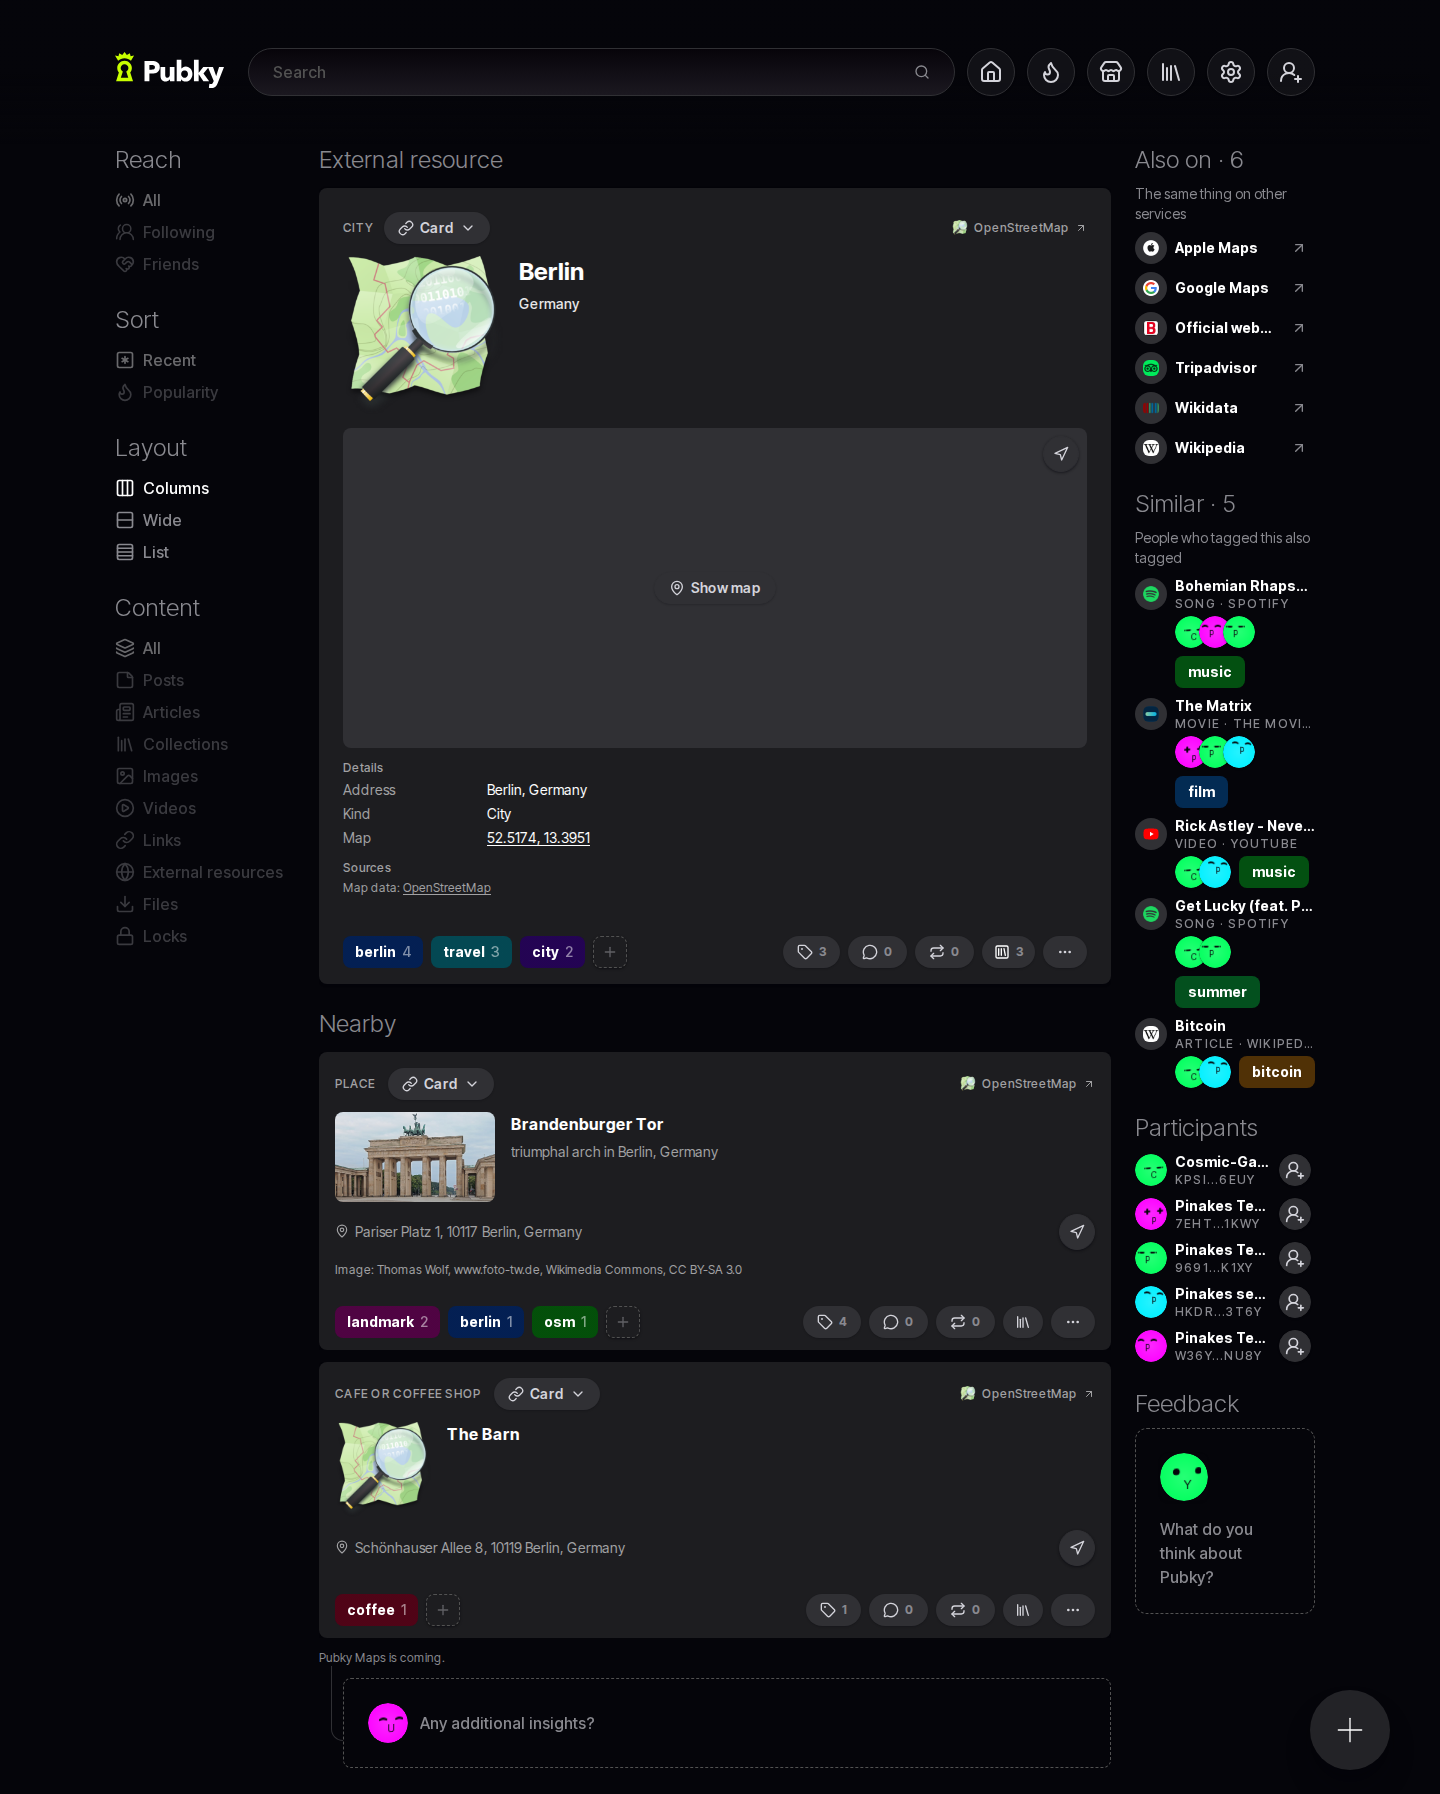 Pubky
Search
Reach
All
Following
Friends
Sort
Recent
Popularity
Layout
Columns
Wide
List
Content
All
Posts
Articles
Collections
Images
Videos
Links
External resources
Files
Locks
External resource
CITY
Card
OpenStreetMap
Berlin
Germany
Show map
Details
Address Berlin, Germany
Kind City
Map 52.5174, 13.3951
Sources
Map data: OpenStreetMap
berlin 4 travel 3 city 2
3 0 0 3
Nearby
PLACE
Card
OpenStreetMap
Brandenburger Tor
triumphal arch in Berlin, Germany
Pariser Platz 1, 10117 Berlin, Germany
Image: Thomas Wolf, www.foto-tw.de, Wikimedia Commons, CC BY-SA 3.0
landmark 2 berlin 1 osm 1
4 0 0
CAFE OR COFFEE SHOP
Card
OpenStreetMap
The Barn
Schönhauser Allee 8, 10119 Berlin, Germany
coffee 1
1 0 0
Pubky Maps is coming.
Any additional insights?
Also on · 6
The same thing on other
services
Apple Maps
Google Maps
Official web...
Tripadvisor
Wikidata
Wikipedia
Similar · 5
People who tagged this also
tagged
Bohemian Rhaps...
SONG · SPOTIFY
music
The Matrix
MOVIE · THE MOVI...
film
Rick Astley - Neve...
VIDEO · YOUTUBE
music
Get Lucky (feat. P...
SONG · SPOTIFY
summer
Bitcoin
ARTICLE · WIKIPED...
bitcoin
Participants
Cosmic-Ga...
KPSI...6EUY
Pinakes Te...
7EHT...1KWY
Pinakes Te...
9691...K1XY
Pinakes se...
HKDR...3T6Y
Pinakes Te...
W36Y...NU8Y
Feedback
What do you
think about
Pubky?